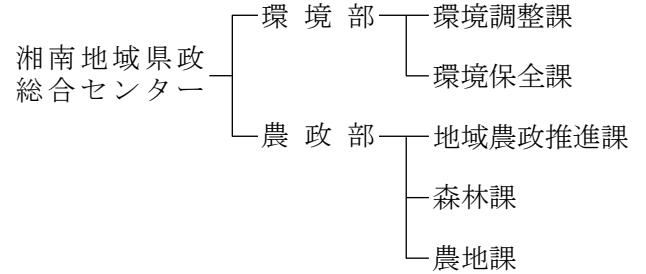 湘南地域県政
総合センター
環境部
環境調整課
環境保全課
農政部
地域農政推進課
森林課
農地課